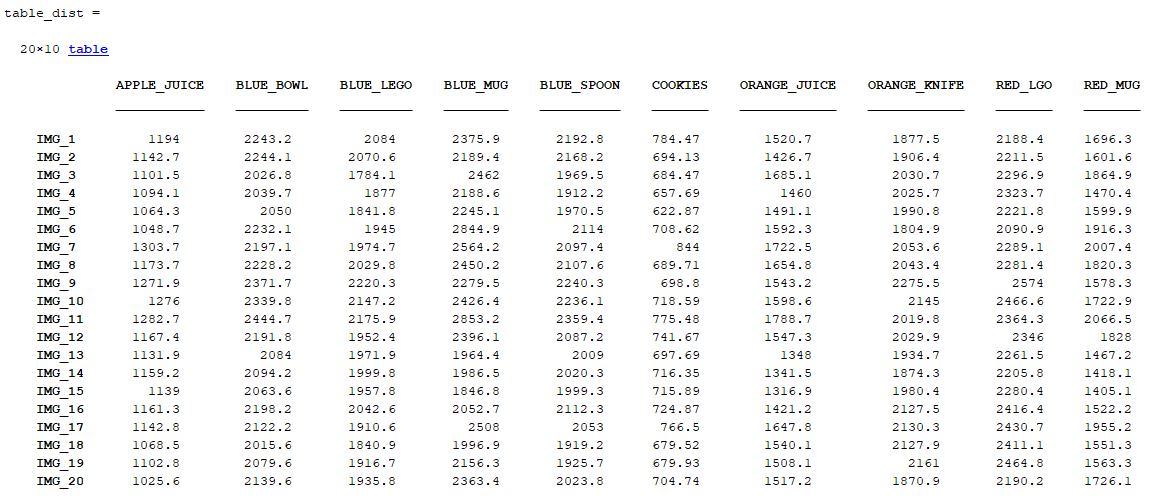 table_dist =
20×10 table
APPLE_JUICE BLUE_BOWL BLUE_LEGO BLUE_MUG BLUE_SPOON COOKIES ORANGE_JUICE ORANGE_KNIFE RED_LGO RED_MUG
IMG_1 1194 2243.2 2084 2375.9 2192.8 784.47 1520.7 1877.5 2188.4 1696.3
IMG_2 1142.7 2244.1 2070.6 2189.4 2168.2 694.13 1426.7 1906.4 2211.5 1601.6
IMG_3 1101.5 2026.8 1784.1 2462 1969.5 684.47 1685.1 2030.7 2296.9 1864.9
IMG_4 1094.1 2039.7 1877 2188.6 1912.2 657.69 1460 2025.7 2323.7 1470.4
IMG_5 1064.3 2050 1841.8 2245.1 1970.5 622.87 1491.1 1990.8 2221.8 1599.9
IMG_6 1048.7 2232.1 1945 2844.9 2114 708.62 1592.3 1804.9 2090.9 1916.3
IMG_7 1303.7 2197.1 1974.7 2564.2 2097.4 844 1722.5 2053.6 2289.1 2007.4
IMG_8 1173.7 2228.2 2029.8 2450.2 2107.6 689.71 1654.8 2043.4 2281.4 1820.3
IMG_9 1271.9 2371.7 2220.3 2279.5 2240.3 698.8 1543.2 2275.5 2574 1578.3
IMG_10 1276 2339.8 2147.2 2426.4 2236.1 718.59 1598.6 2145 2466.6 1722.9
IMG_11 1282.7 2444.7 2175.9 2853.2 2359.4 775.48 1788.7 2019.8 2364.3 2066.5
IMG_12 1167.4 2191.8 1952.4 2396.1 2087.2 741.67 1547.3 2029.9 2346 1828
IMG_13 1131.9 2084 1971.9 1964.4 2009 697.69 1348 1934.7 2261.5 1467.2
IMG_14 1159.2 2094.2 1999.8 1986.5 2020.3 716.35 1341.5 1874.3 2205.8 1418.1
IMG_15 1139 2063.6 1957.8 1846.8 1999.3 715.89 1316.9 1980.4 2280.4 1405.1
IMG_16 1161.3 2198.2 2042.6 2052.7 2112.3 724.87 1421.2 2127.5 2416.4 1522.2
IMG_17 1142.8 2122.2 1910.6 2508 2053 766.5 1647.8 2130.3 2430.7 1955.2
IMG_18 1068.5 2015.6 1840.9 1996.9 1919.2 679.52 1540.1 2127.9 2411.1 1551.3
IMG_19 1102.8 2079.6 1916.7 2156.3 1925.7 679.93 1508.1 2161 2464.8 1563.3
IMG_20 1025.6 2139.6 1935.8 2363.4 2023.8 704.74 1517.2 1870.9 2190.2 1726.1